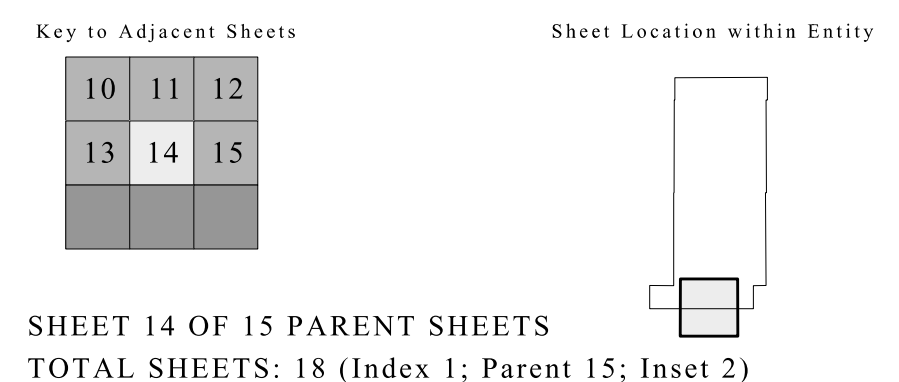 Key to Adjacent Sheets
Sheet Location within Entity
10 11 12
13 14 15
SHEET 14 OF 15 PARENT SHEETS
TOTAL SHEETS: 18 (Index 1; Parent 15; Inset 2)